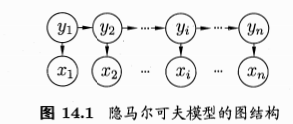 y₁ y₂ ... yᵢ ... yₙ
x₁ x₂ ... xᵢ ... xₙ
图 14.1 隐马尔可夫模型的图结构